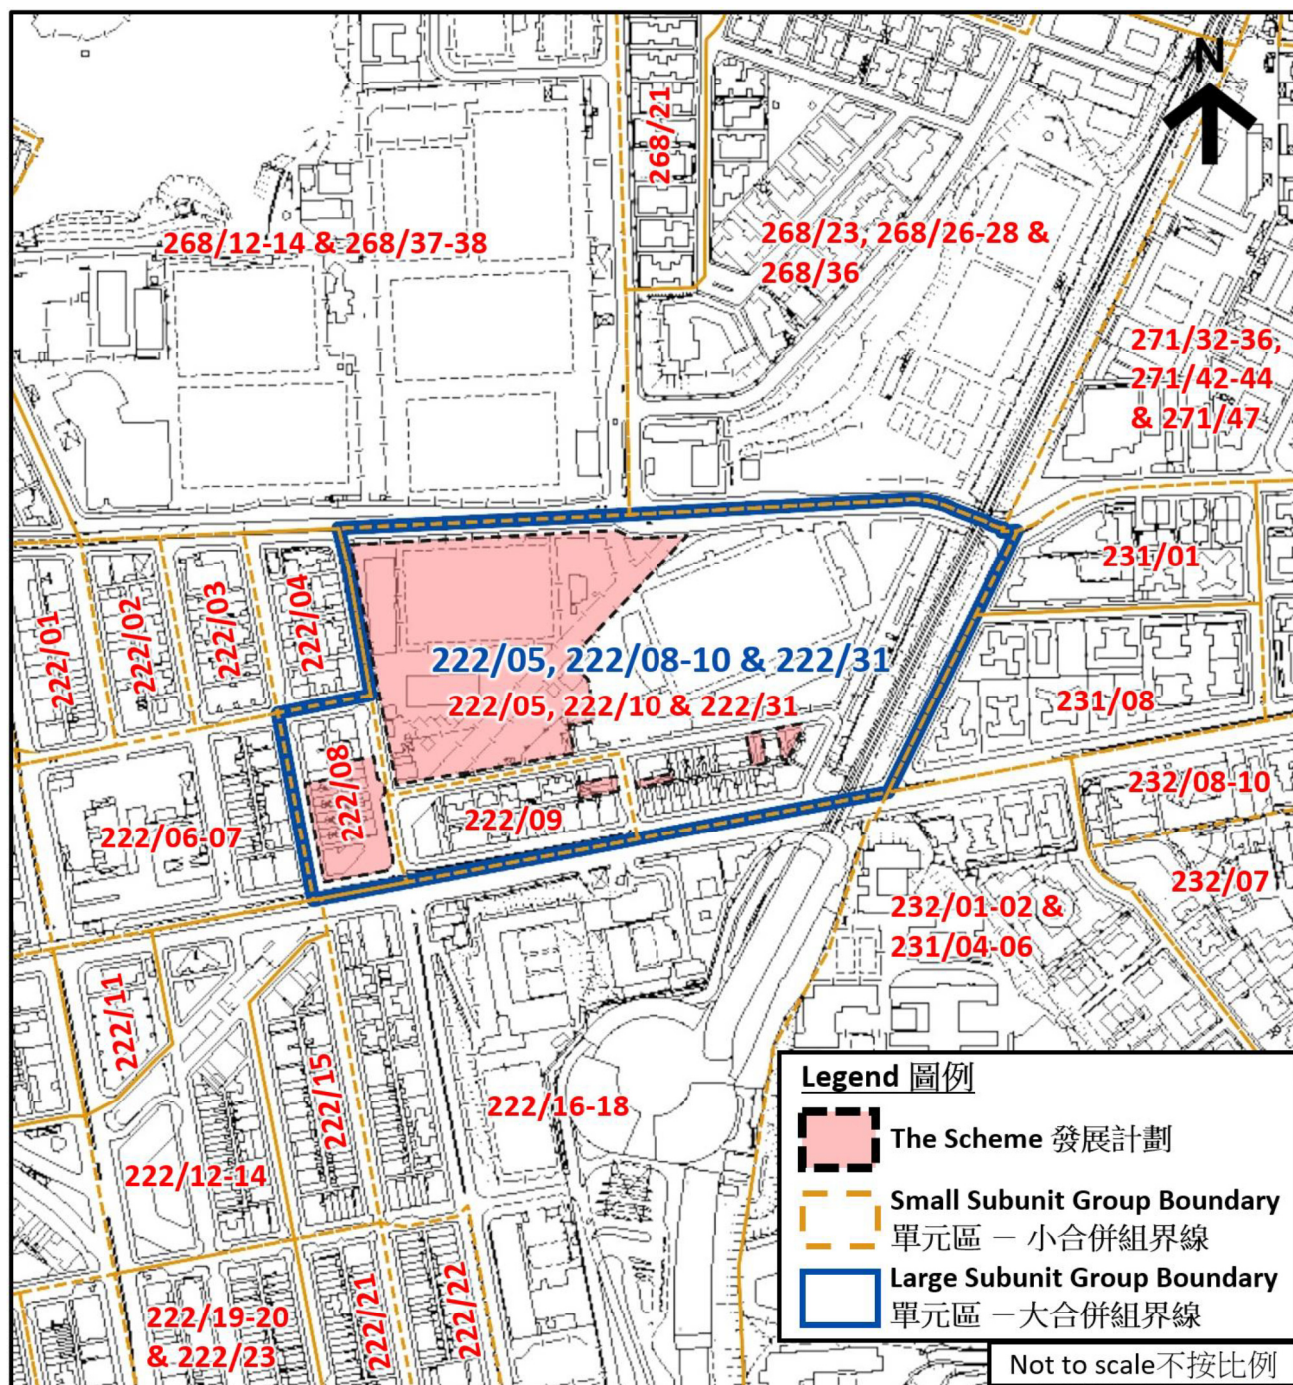 N
268/21
268/12-14 & 268/37-38
268/23, 268/26-28 &
268/36
271/32-36,
271/42-44
& 271/47
231/01
222/01
222/02
222/03
222/04
222/05, 222/08-10 & 222/31
222/05, 222/10 & 222/31
231/08
222/08
222/09
222/06-07
232/08-10
232/07
232/01-02 &
231/04-06
222/11
222/15
222/16-18
222/12-14
222/19-20
& 222/23
222/21
222/22
Legend 圖例
The Scheme 發展計劃
Small Subunit Group Boundary
單元區 － 小合併組界線
Large Subunit Group Boundary
單元區 －大合併組界線
Not to scale不按比例